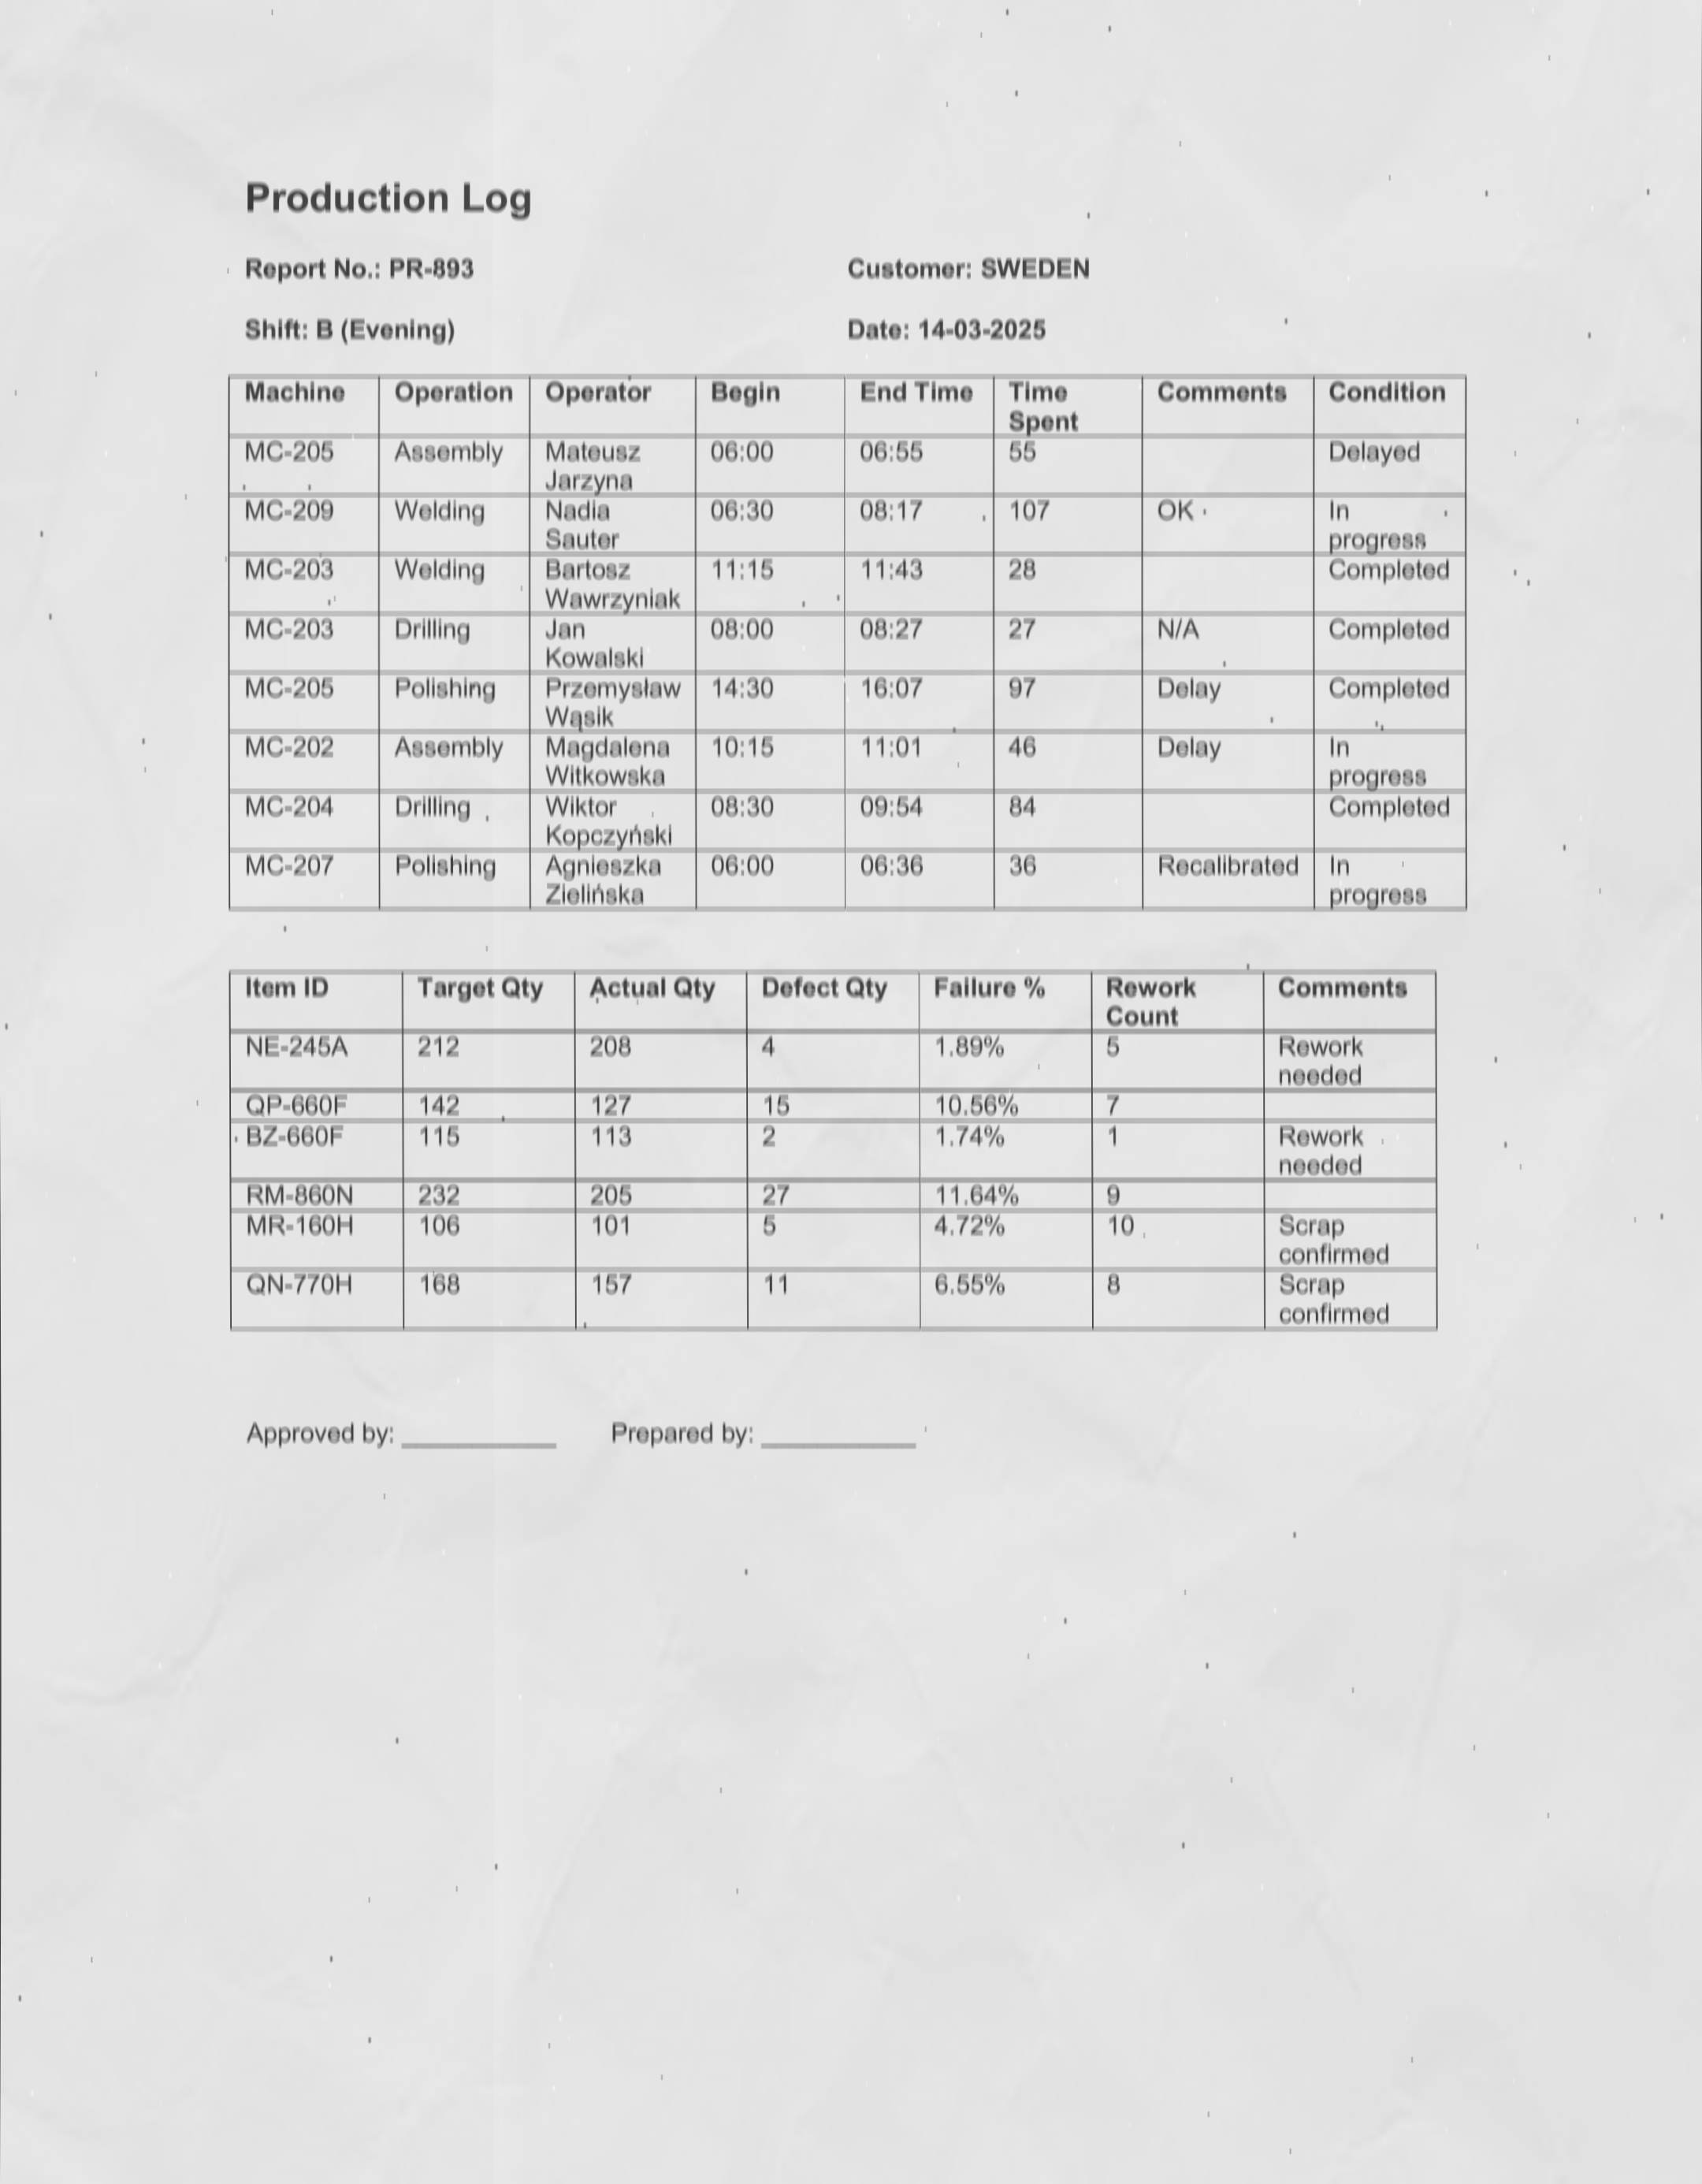 Production Log
Report No.: PR-893 Customer: SWEDEN
Shift: B (Evening) Date: 14-03-2025
Machine Operation Operator Begin End Time Time Spent Comments Condition
MC-205 Assembly Mateusz Jarzyna 06:00 06:55 55 Delayed
MC-209 Welding Nadia Sauter 06:30 08:17 107 OK In progress
MC-203 Welding Bartosz Wawrzyniak 11:15 11:43 28 Completed
MC-203 Drilling Jan Kowalski 08:00 08:27 27 N/A Completed
MC-205 Polishing Przemysław Wąsik 14:30 16:07 97 Delay Completed
MC-202 Assembly Magdalena Witkowska 10:15 11:01 46 Delay In progress
MC-204 Drilling Wiktor Kopczyński 08:30 09:54 84 Completed
MC-207 Polishing Agnieszka Zielińska 06:00 06:36 36 Recalibrated In progress
Item ID Target Qty Actual Qty Defect Qty Failure % Rework Count Comments
NE-245A 212 208 4 1.89% 5 Rework needed
QP-660F 142 127 15 10.56% 7
BZ-660F 115 113 2 1.74% 1 Rework needed
RM-860N 232 205 27 11.64% 9
MR-160H 106 101 5 4.72% 10 Scrap confirmed
QN-770H 168 157 11 6.55% 8 Scrap confirmed
Approved by: ___________ Prepared by: ___________